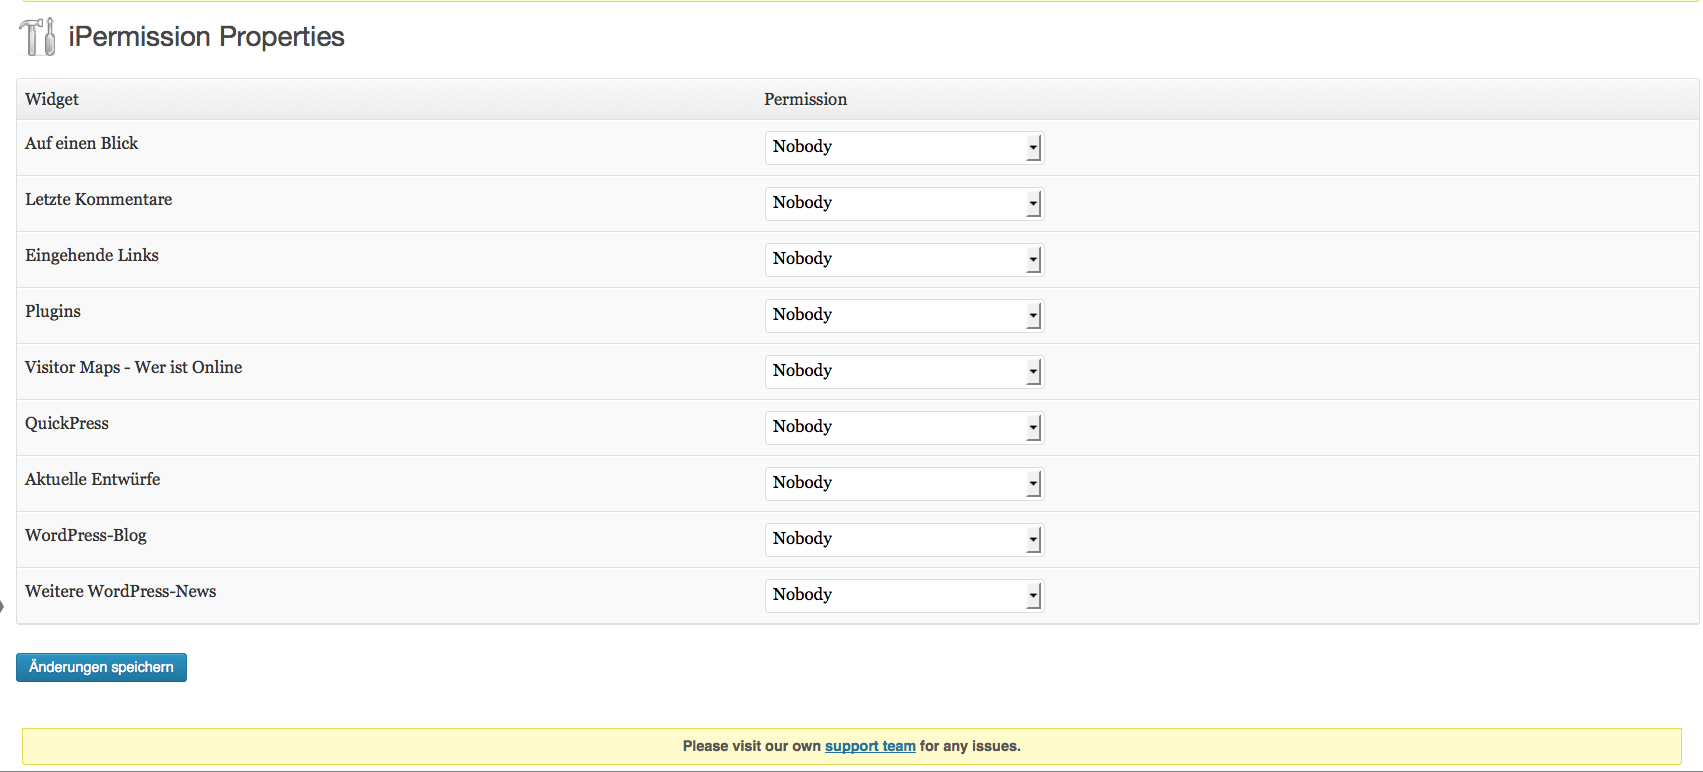 iPermission Properties
Widget Permission
Auf einen Blick Nobody
Letzte Kommentare Nobody
Eingehende Links Nobody
Plugins Nobody
Visitor Maps - Wer ist Online Nobody
QuickPress Nobody
Aktuelle Entwürfe Nobody
WordPress-Blog Nobody
Weitere WordPress-News Nobody
Änderungen speichern
Please visit our own support team for any issues.